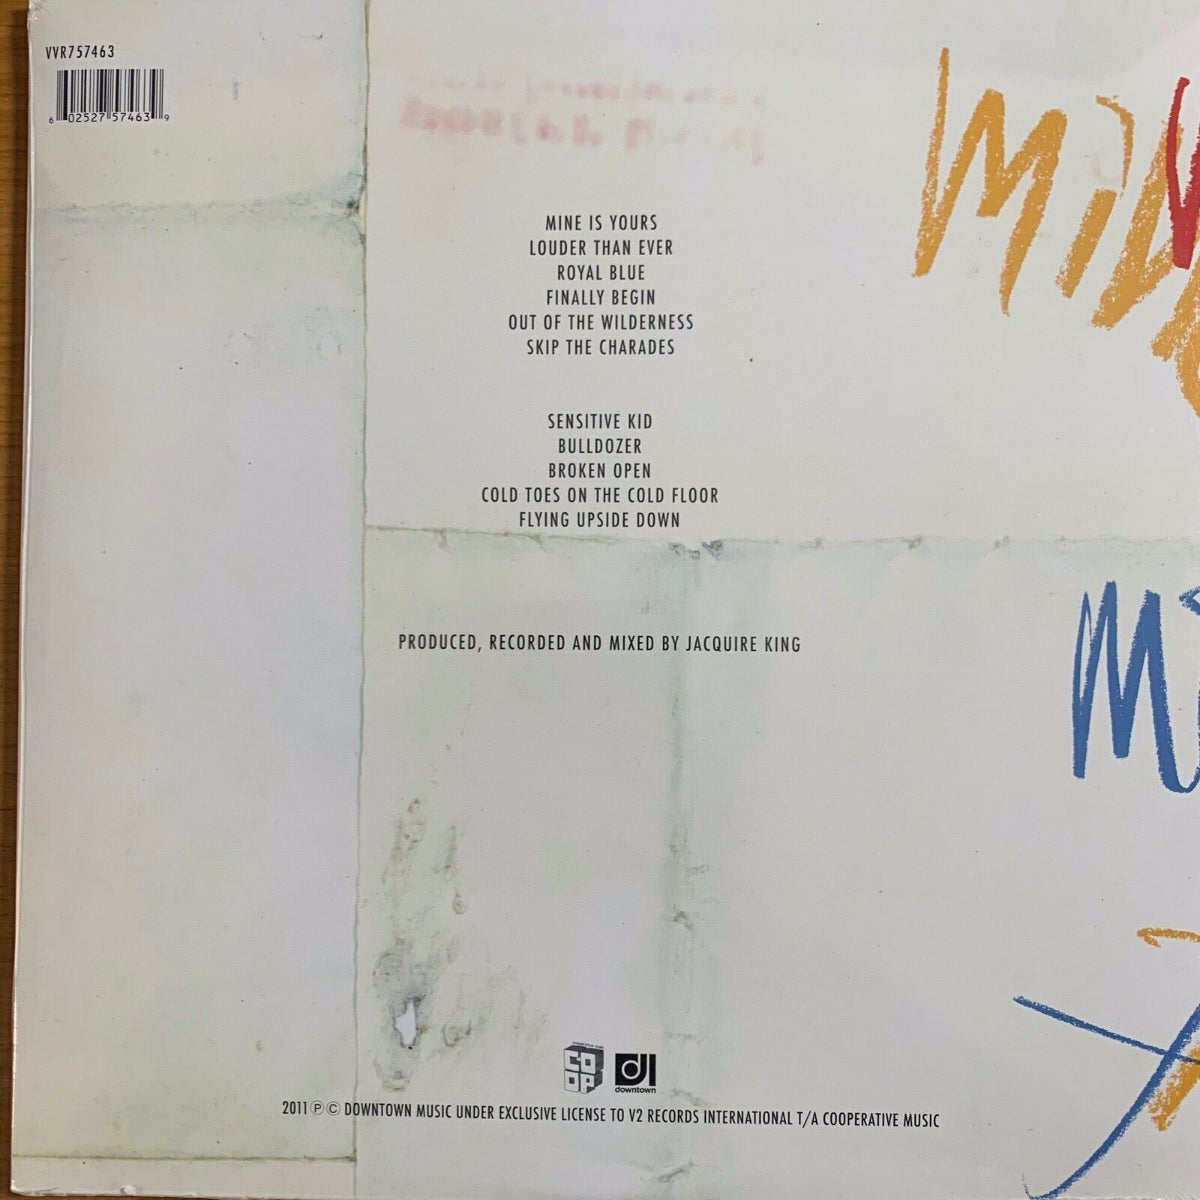 VVR757463
6 02527 57463 9
MINE IS YOURS
LOUDER THAN EVER
ROYAL BLUE
FINALLY BEGIN
OUT OF THE WILDERNESS
SKIP THE CHARADES
SENSITIVE KID
BULLDOZER
BROKEN OPEN
COLD TOES ON THE COLD FLOOR
FLYING UPSIDE DOWN
PRODUCED, RECORDED AND MIXED BY JACQUIRE KING
CO
OP
downtown
2011 ℗ © DOWNTOWN MUSIC UNDER EXCLUSIVE LICENSE TO V2 RECORDS INTERNATIONAL T/A COOPERATIVE MUSIC